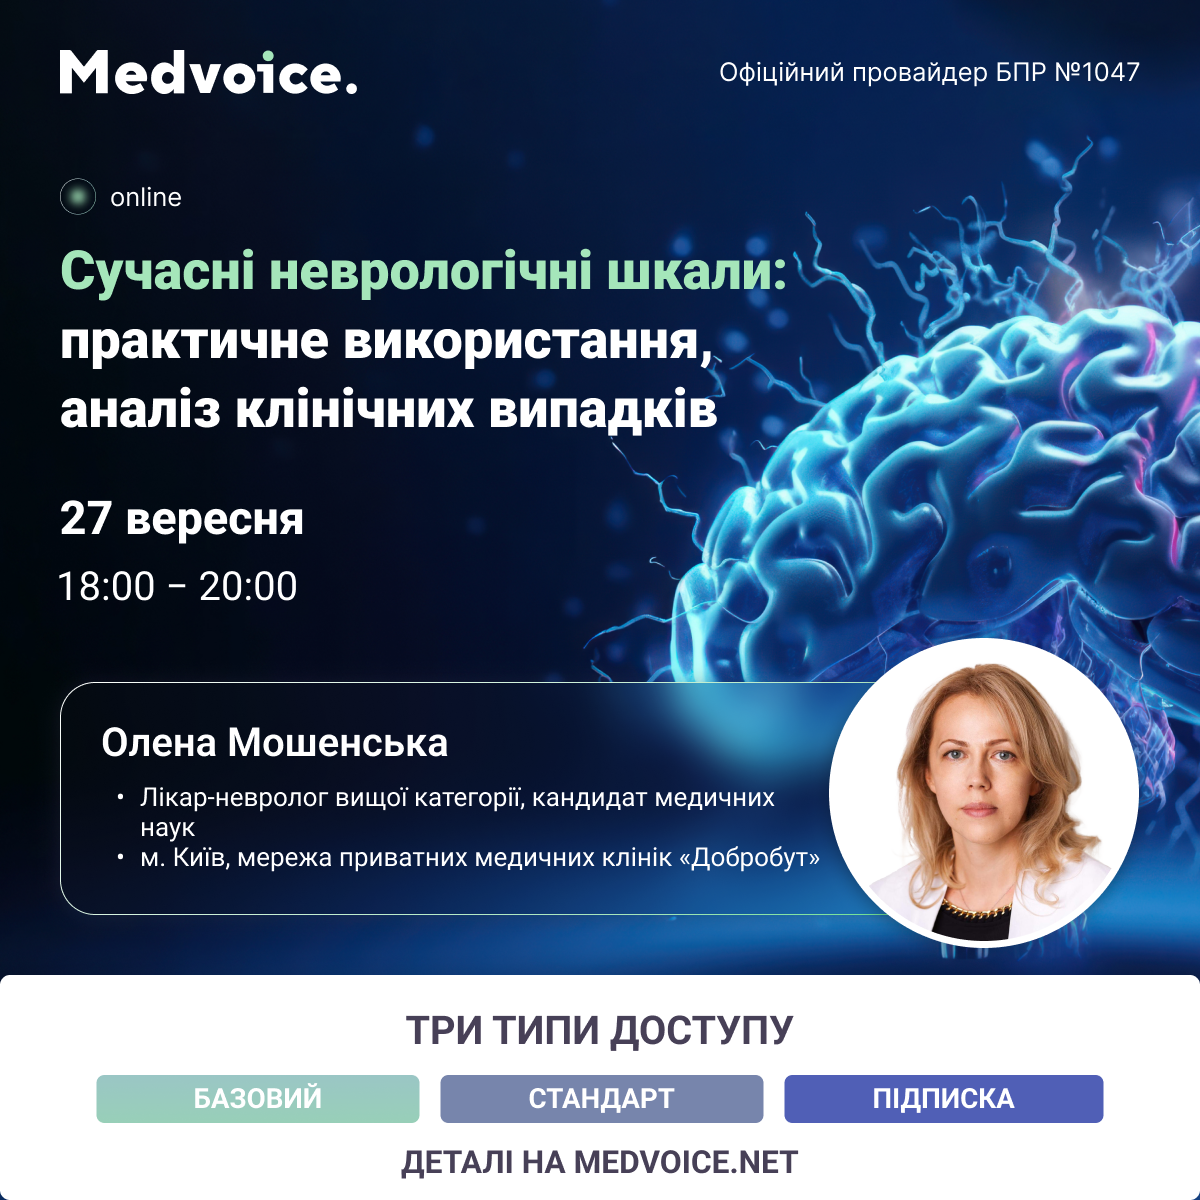 Medvoice.
Офіційний провайдер БПР №1047
online
Сучасні неврологічні шкали:
практичне використання,
аналіз клінічних випадків
27 вересня
18:00 – 20:00
Олена Мошенська
• Лікар-невролог вищої категорії, кандидат медичних
наук
• м. Київ, мережа приватних медичних клінік «Добробут»
ТРИ ТИПИ ДОСТУПУ
БАЗОВИЙ
СТАНДАРТ
ПІДПИСКА
ДЕТАЛІ НА MEDVOICE.NET